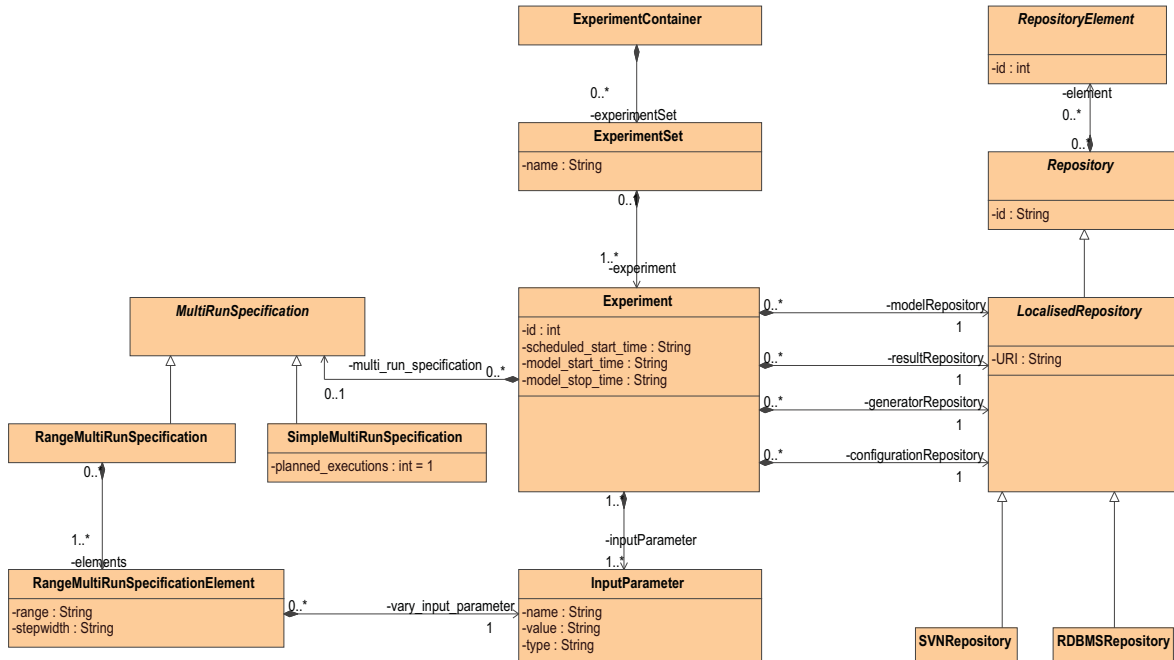 ExperimentContainer
0..*
-experimentSet
ExperimentSet
-name : String
0..*
1..*
-experiment
RepositoryElement
-id : int
-element
0..*
0..*
Repository
-id : String
MultiRunSpecification
-multi_run_specification
0..*
0..1
Experiment
-id : int
-scheduled_start_time : String
-model_start_time : String
-model_stop_time : String
0..*
-modelRepository
1
0..*
-resultRepository
1
0..*
-generatorRepository
1
0..*
-configurationRepository
1
LocalisedRepository
-URI : String
RangeMultiRunSpecification
0..*
1..*
-elements
SimpleMultiRunSpecification
-planned_executions : int = 1
1..*
-inputParameter
1..*
RangeMultiRunSpecificationElement
-range : String
-stepwidth : String
0..*
-vary_input_parameter
1
InputParameter
-name : String
-value : String
-type : String
SVNRepository
RDBMSRepository